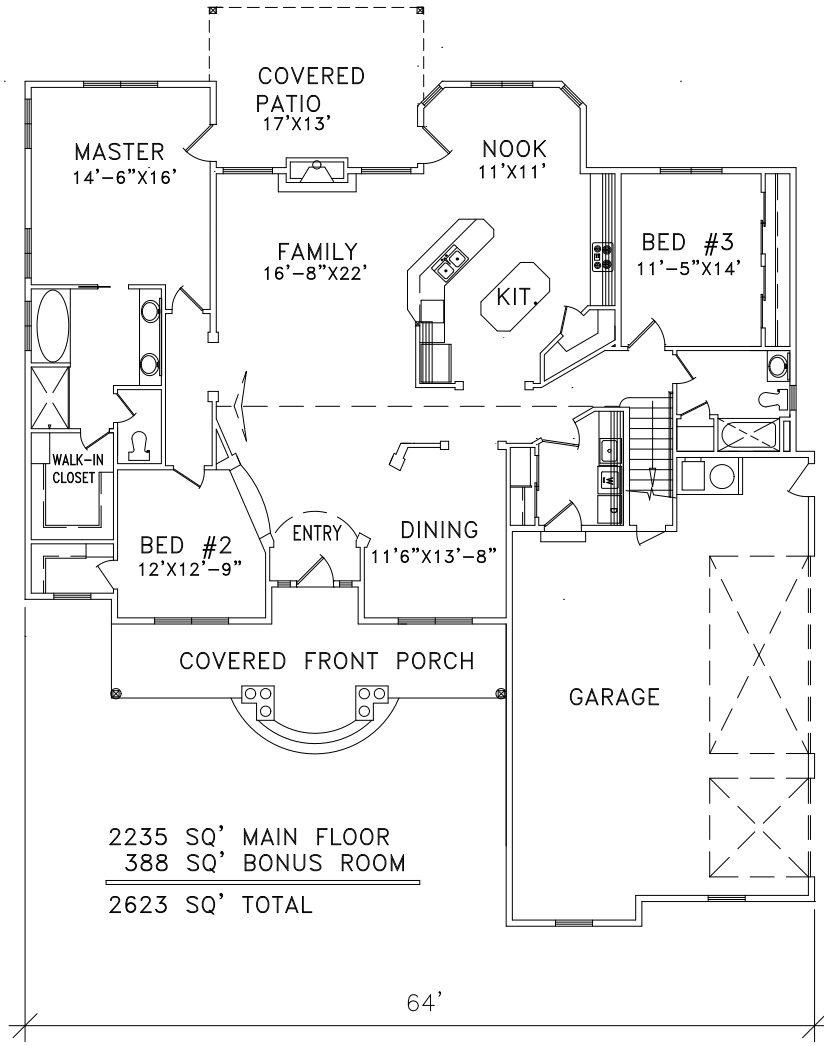 COVERED
PATIO
17'X13'
MASTER
14'-6"X16'
NOOK
11'X11'
FAMILY
16'-8"X22'
BED #3
11'-5"X14'
KIT.
WALK-IN
CLOSET
W
D
BED #2
12'X12'-9"
ENTRY
DINING
11'6"X13'-8"
COVERED FRONT PORCH
GARAGE
2235 SQ' MAIN FLOOR
388 SQ' BONUS ROOM
2623 SQ' TOTAL
64'